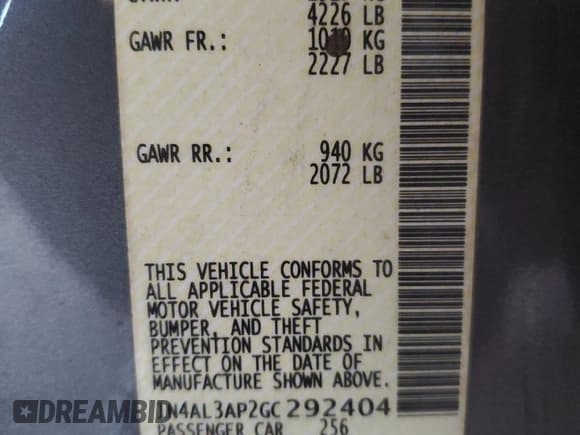 4226 LB
GAWR FR.: 1010 KG
2227 LB
GAWR RR.: 940 KG
2072 LB
THIS VEHICLE CONFORMS TO
ALL APPLICABLE FEDERAL
MOTOR VEHICLE SAFETY,
BUMPER, AND THEFT
PREVENTION STANDARDS IN
EFFECT ON THE DATE OF
MANUFACTURE SHOWN ABOVE.
1N4AL3AP2GC292404
PASSENGER CAR 256
DREAMBID